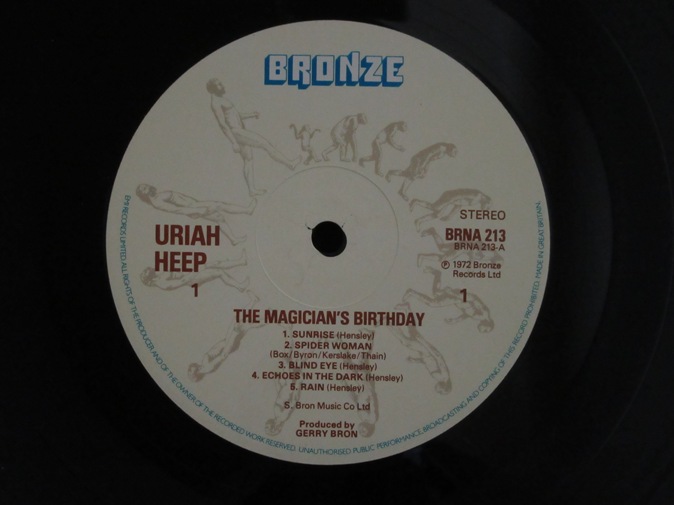 BRONZE
STEREO
BRNA 213
BRNA 213-A
℗ 1972 Bronze
Records Ltd
1
URIAH
HEEP
1
THE MAGICIAN'S BIRTHDAY
1. SUNRISE (Hensley)
2. SPIDER WOMAN
(Box/Byron/Kerslake/Thain)
3. BLIND EYE (Hensley)
4. ECHOES IN THE DARK (Hensley)
5. RAIN (Hensley)
S. Bron Music Co Ltd
Produced by
GERRY BRON
EMI RECORDS LIMITED. ALL RIGHTS OF THE PRODUCER AND OF THE OWNER OF THE RECORDED WORK RESERVED. UNAUTHORISED PUBLIC PERFORMANCE, BROADCASTING AND COPYING OF THIS RECORD PROHIBITED. MADE IN GREAT BRITAIN.